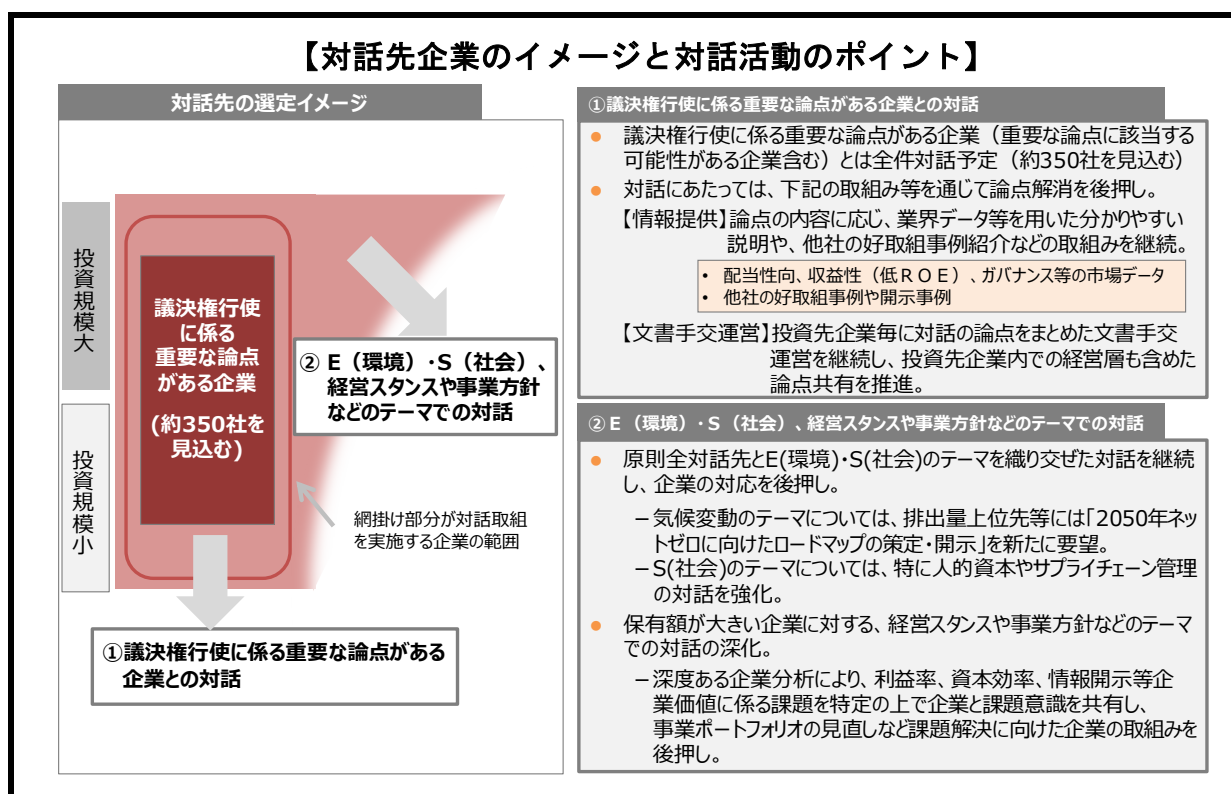 【対話先企業のイメージと対話活動のポイント】
対話先の選定イメージ
投資規模大
投資規模小
議決権行使
に係る
重要な論点
がある企業
(約350社を
見込む)
② E（環境）・S（社会）、
経営スタンスや事業方針
などのテーマでの対話
網掛け部分が対話取組
を実施する企業の範囲
①議決権行使に係る重要な論点がある
企業との対話
①議決権行使に係る重要な論点がある企業との対話
● 議決権行使に係る重要な論点がある企業（重要な論点に該当する
可能性がある企業含む）とは全件対話予定（約350社を見込む）
● 対話にあたっては、下記の取組み等を通じて論点解消を後押し。
【情報提供】論点の内容に応じ、業界データ等を用いた分かりやすい
説明や、他社の好取組事例紹介などの取組みを継続。
• 配当性向、収益性（低ＲＯＥ）、ガバナンス等の市場データ
• 他社の好取組事例や開示事例
【文書手交運営】投資先企業毎に対話の論点をまとめた文書手交
運営を継続し、投資先企業内での経営層も含めた
論点共有を推進。
②E（環境）・S（社会）、経営スタンスや事業方針などのテーマでの対話
● 原則全対話先とE(環境)・S(社会)のテーマを織り交ぜた対話を継続
し、企業の対応を後押し。
－気候変動のテーマについては、排出量上位先等には「2050年ネッ
トゼロに向けたロードマップの策定・開示」を新たに要望。
－S(社会)のテーマについては、特に人的資本やサプライチェーン管理
の対話を強化。
● 保有額が大きい企業に対する、経営スタンスや事業方針などのテーマ
での対話の深化。
－深度ある企業分析により、利益率、資本効率、情報開示等企
業価値に係る課題を特定の上で企業と課題意識を共有し、
事業ポートフォリオの見直しなど課題解決に向けた企業の取組みを
後押し。